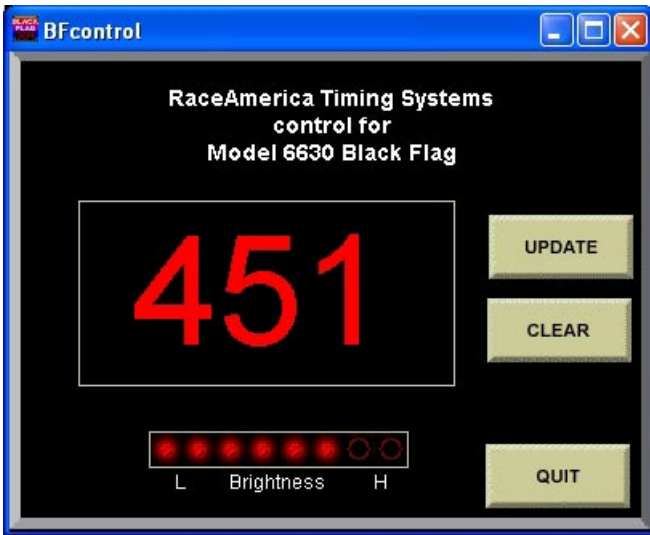 BLACK
FLAG
BFcontrol
RaceAmerica Timing Systems
control for
Model 6630 Black Flag
451
UPDATE
CLEAR
L Brightness H
QUIT